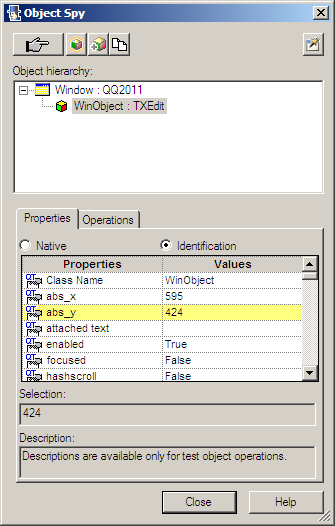 Object Spy
Object hierarchy:
Window : QQ2011
WinObject : TXEdit
Properties Operations
Native Identification
Properties Values
Class Name WinObject
abs_x 595
abs_y 424
attached text
enabled True
focused False
hashscroll False
Selection:
424
Description:
Descriptions are available only for test object operations.
Close Help